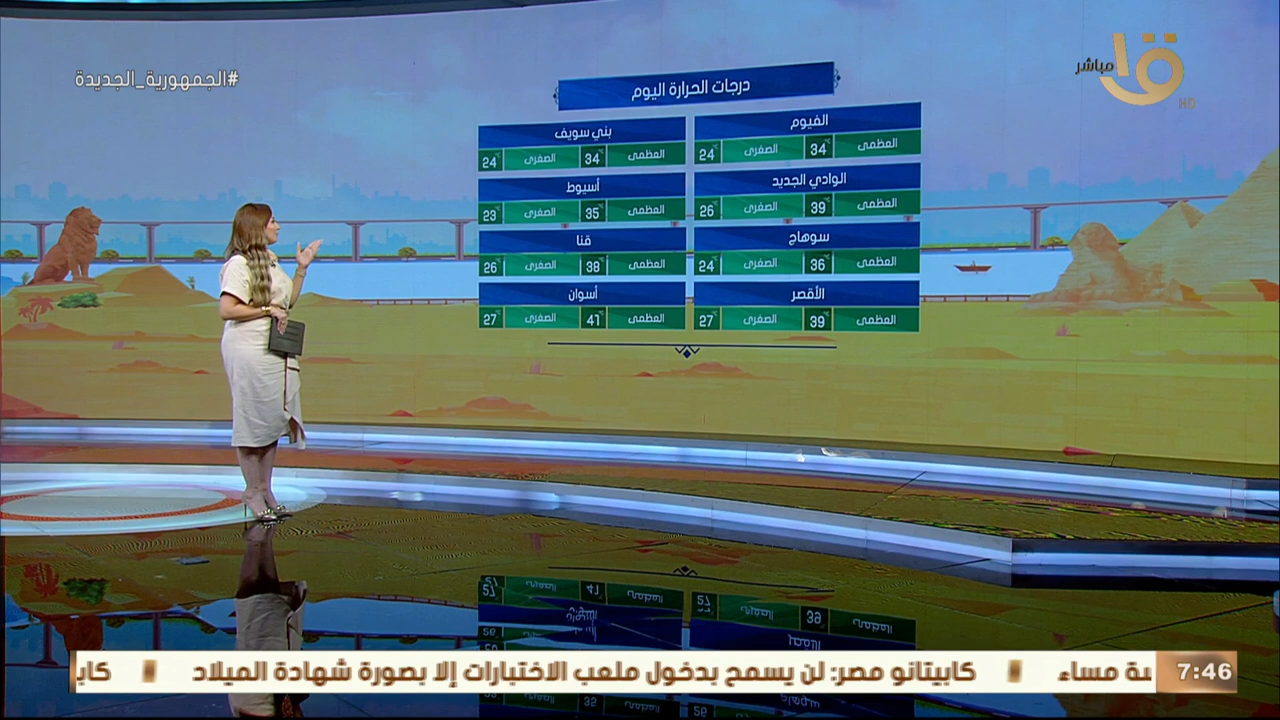 #الجمهورية_الجديدة
مباشر
HD
درجات الحرارة اليوم
الفيوم
العظمى 34 الصغرى 24
بني سويف
العظمى 34 الصغرى 24
الوادي الجديد
العظمى 39 الصغرى 26
أسيوط
العظمى 35 الصغرى 23
سوهاج
العظمى 36 الصغرى 24
قنا
العظمى 38 الصغرى 26
الأقصر
العظمى 39 الصغرى 27
أسوان
العظمى 41 الصغرى 27
7:46 سة مساء كابيتانو مصر: لن يسمح بدخول ملعب الاختبارات إلا بصورة شهادة الميلاد كابي